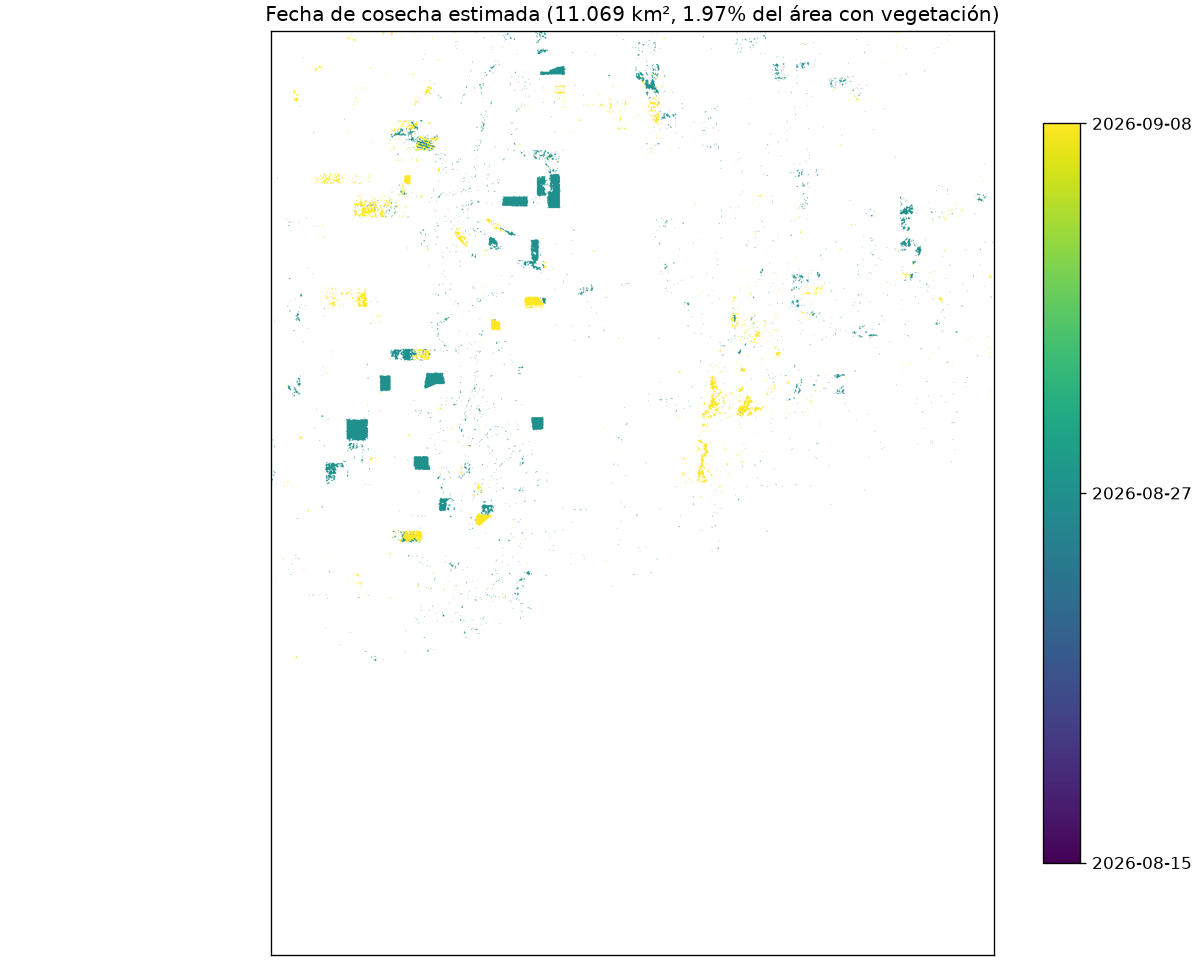 Fecha de cosecha estimada (11.069 km², 1.97% del área con vegetación)
2026-09-08
2026-08-27
2026-08-15